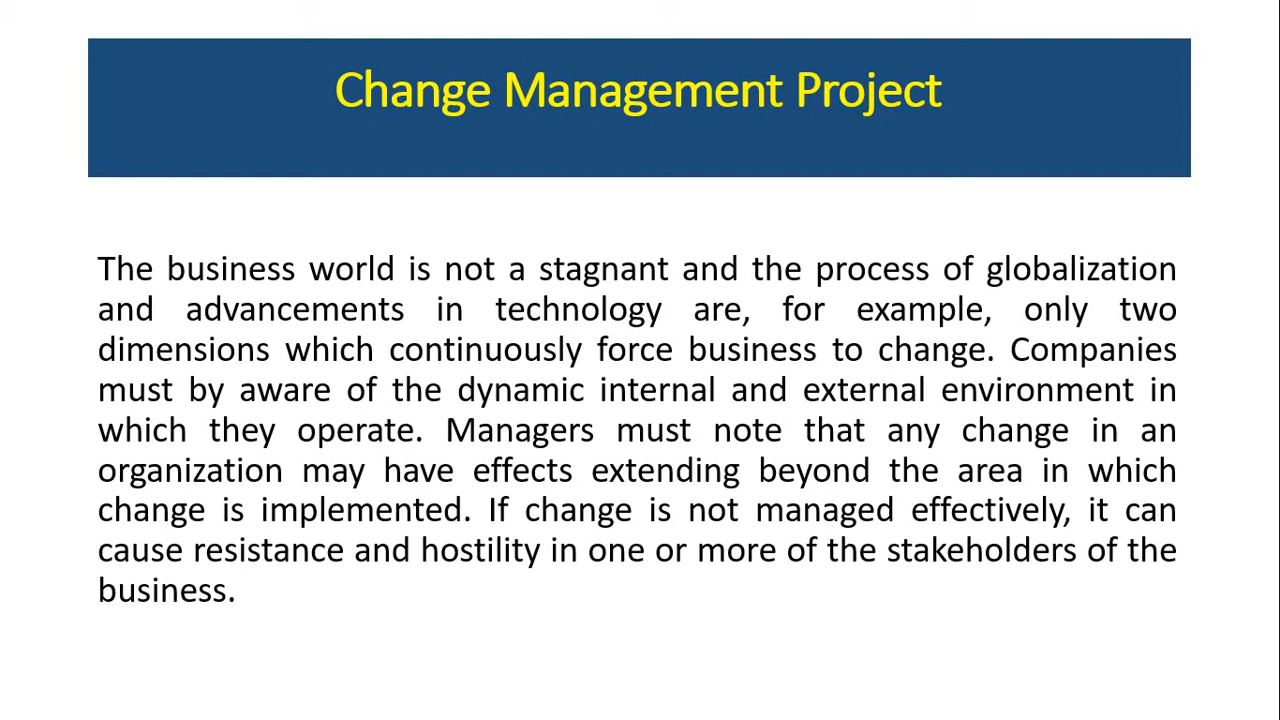 Change Management Project
The business world is not a stagnant and the process of globalization
and advancements in technology are, for example, only two
dimensions which continuously force business to change. Companies
must by aware of the dynamic internal and external environment in
which they operate. Managers must note that any change in an
organization may have effects extending beyond the area in which
change is implemented. If change is not managed effectively, it can
cause resistance and hostility in one or more of the stakeholders of the
business.